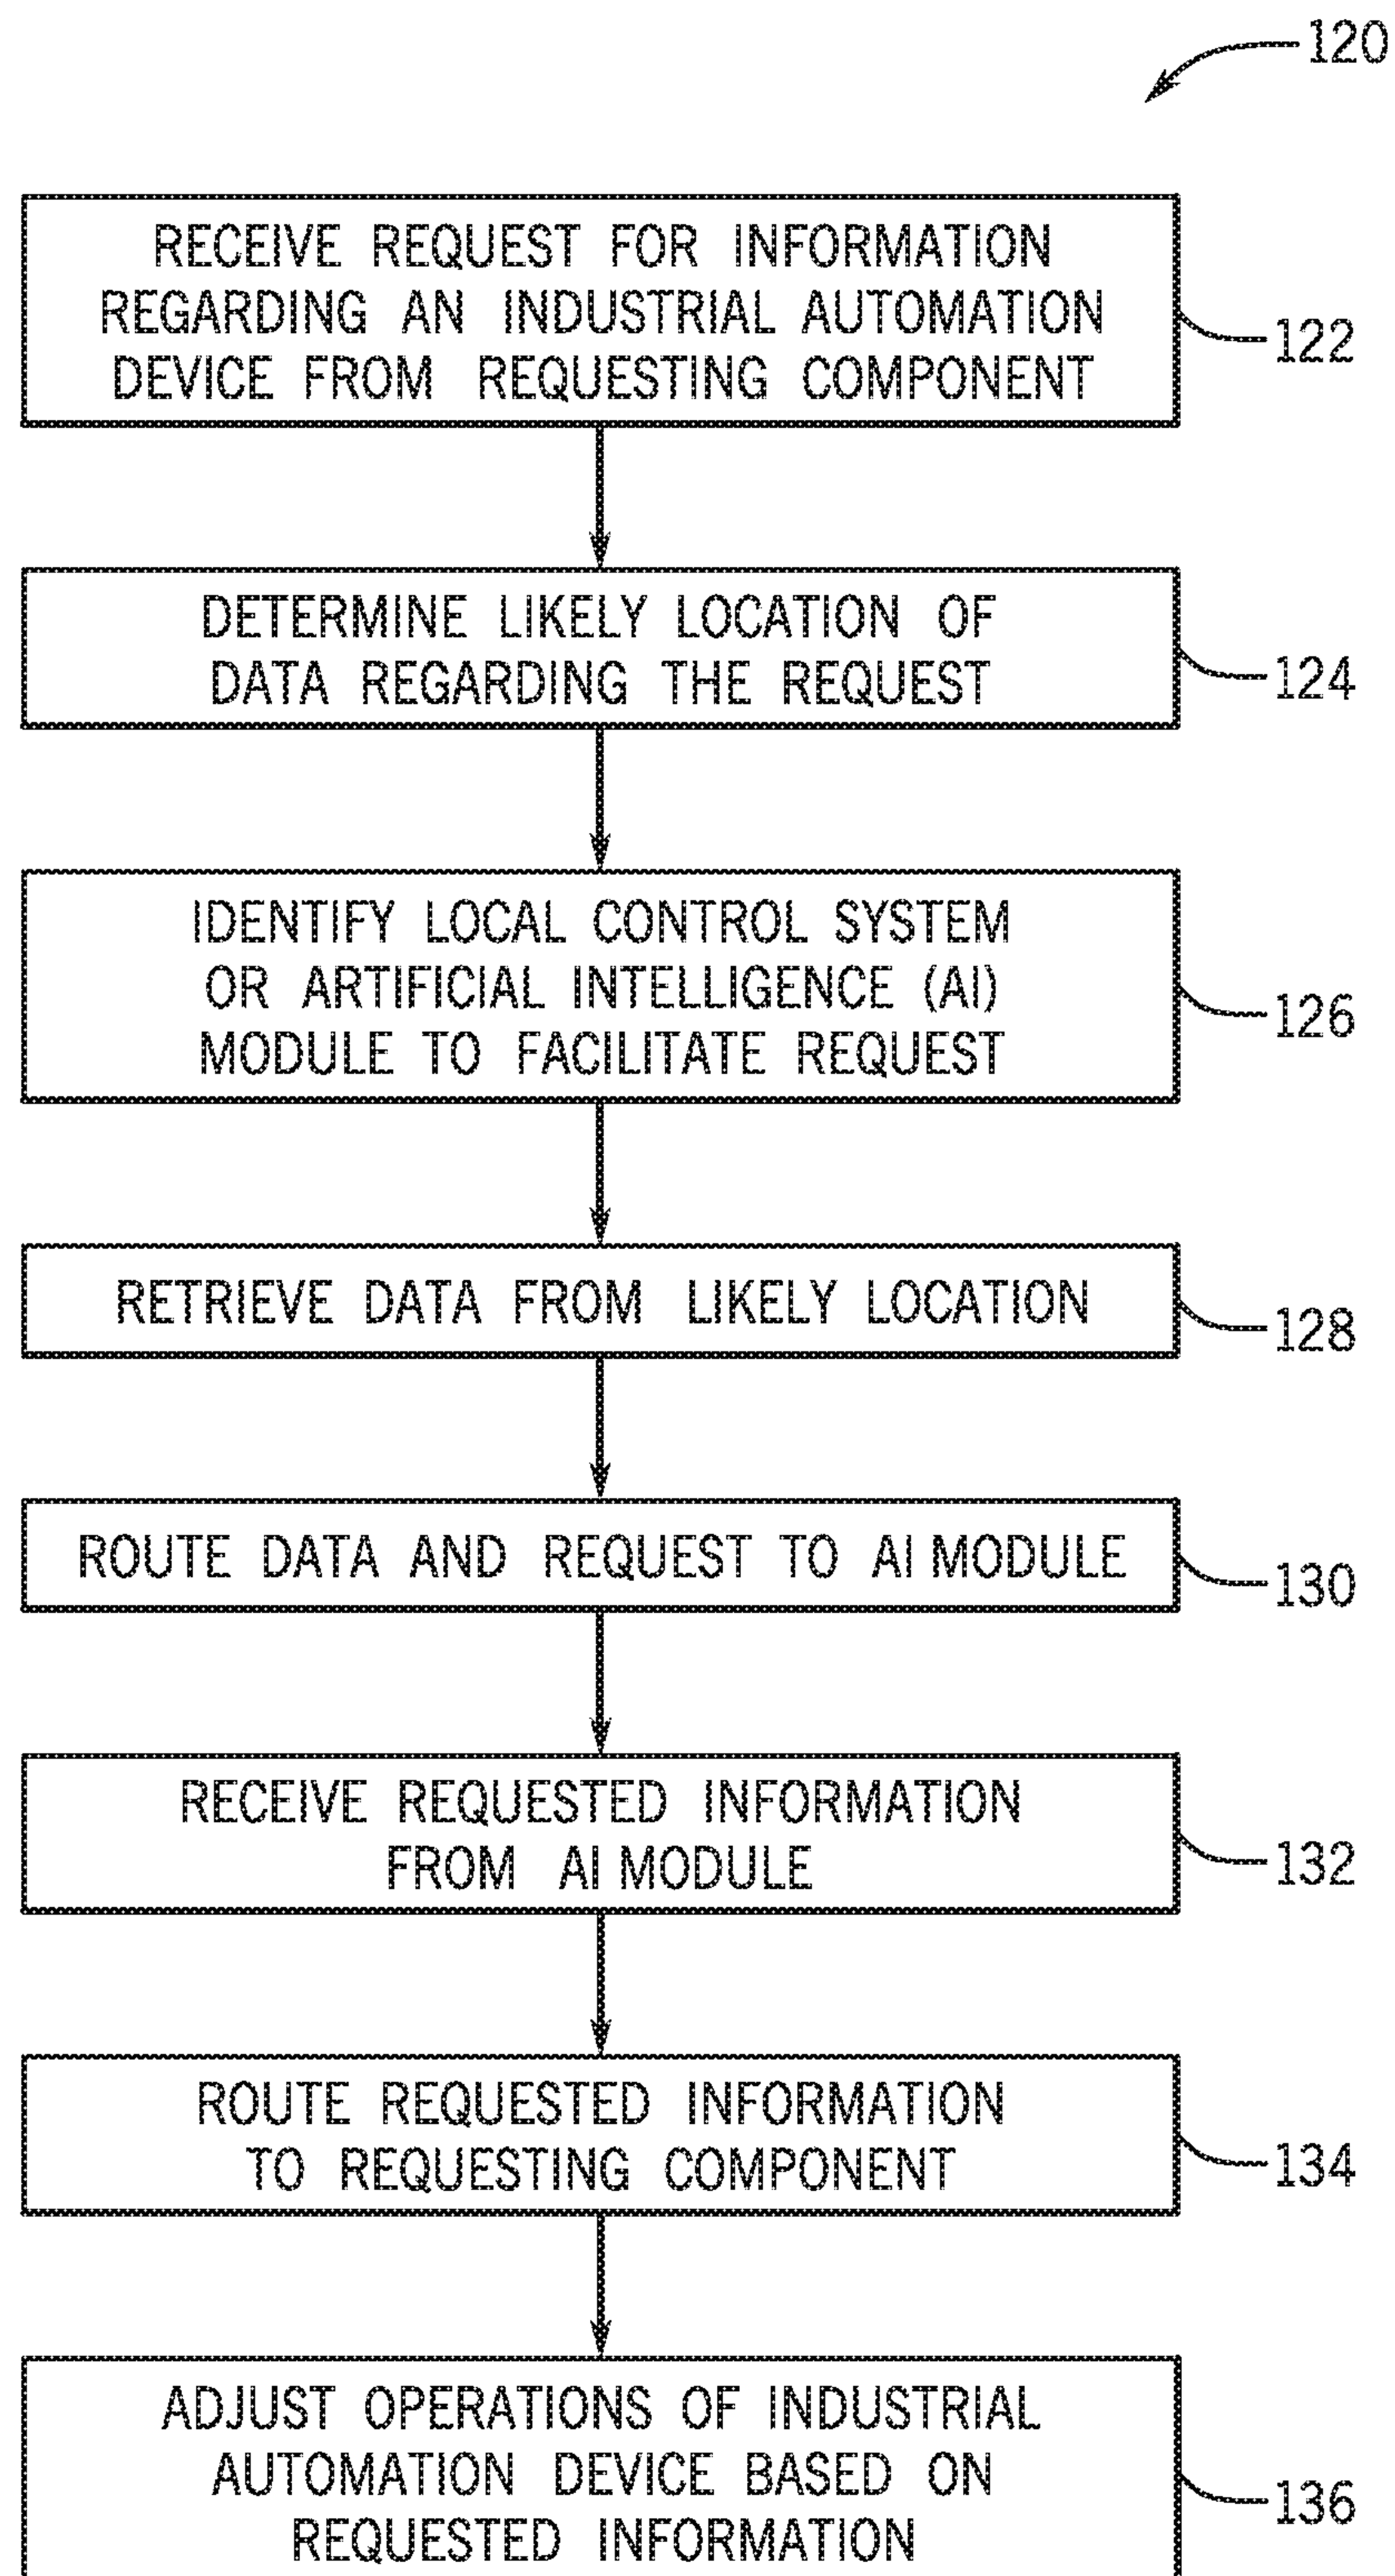 120
RECEIVE REQUEST FOR INFORMATION
REGARDING AN INDUSTRIAL AUTOMATION
DEVICE FROM REQUESTING COMPONENT
122
DETERMINE LIKELY LOCATION OF
DATA REGARDING THE REQUEST
124
IDENTIFY LOCAL CONTROL SYSTEM
OR ARTIFICIAL INTELLIGENCE (AI)
MODULE TO FACILITATE REQUEST
126
RETRIEVE DATA FROM LIKELY LOCATION
128
ROUTE DATA AND REQUEST TO AI MODULE
130
RECEIVE REQUESTED INFORMATION
FROM AI MODULE
132
ROUTE REQUESTED INFORMATION
TO REQUESTING COMPONENT
134
ADJUST OPERATIONS OF INDUSTRIAL
AUTOMATION DEVICE BASED ON
REQUESTED INFORMATION
136